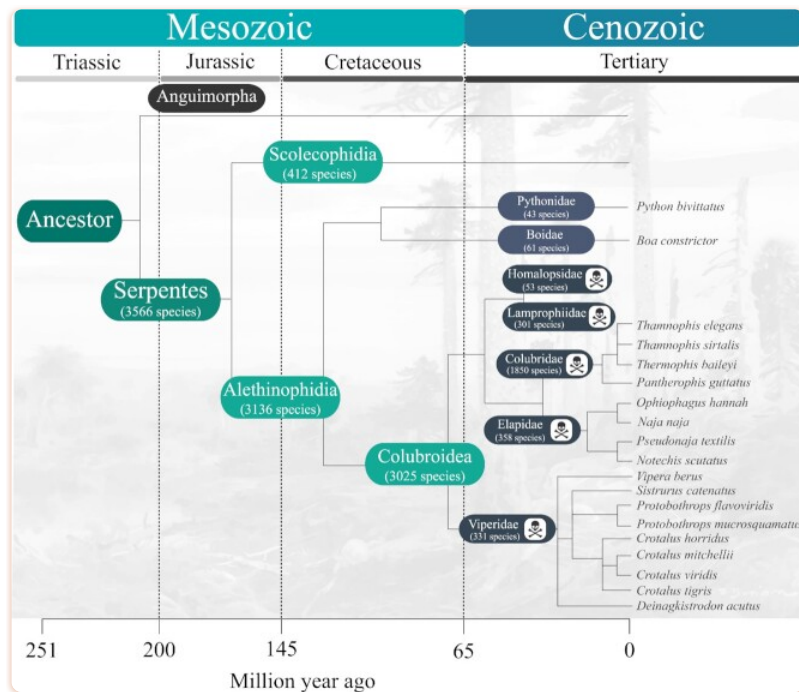 Mesozoic
Cenozoic
Triassic
Jurassic
Cretaceous
Tertiary
Anguimorpha
Scolecophidia
(412 species)
Ancestor
Pythonidae
(43 species)
Python bivittatus
Boidae
(61 species)
Boa constrictor
Serpentes
(3566 species)
Homalopsidae
(53 species)
Lamprophiidae
(301 species)
Thamnophis elegans
Thamnophis sirtalis
Colubridae
(1850 species)
Thermophis baileyi
Pantherophis guttatus
Alethinophidia
(3136 species)
Ophiophagus hannah
Naja naja
Elapidae
(358 species)
Pseudonaja textilis
Notechis scutatus
Colubroidea
(3025 species)
Vipera berus
Sistrurus catenatus
Protobothrops flavoviridis
Protobothrops mucrosquamatu
Viperidae
(331 species)
Crotalus horridus
Crotalus mitchellii
Crotalus viridis
Crotalus tigris
Deinagkistrodon acutus
251
200
145
65
0
Million year ago